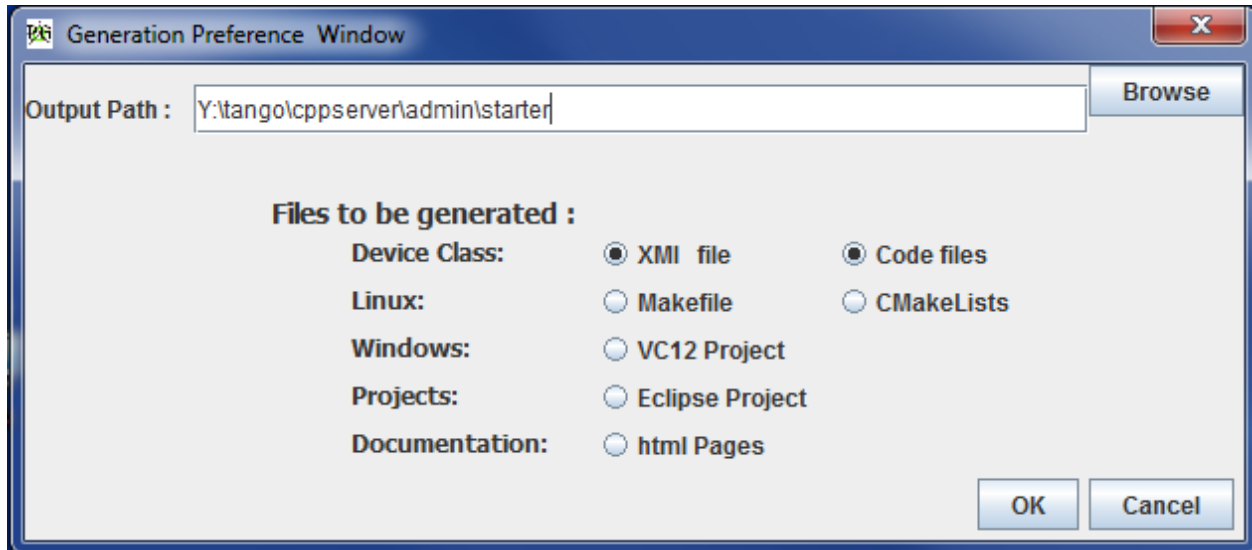 Generation Preference Window
Output Path : Y:\tango\cppserver\admin\starter Browse
Files to be generated :
Device Class: XMI file Code files
Linux: Makefile CMakeLists
Windows: VC12 Project
Projects: Eclipse Project
Documentation: html Pages
OK Cancel